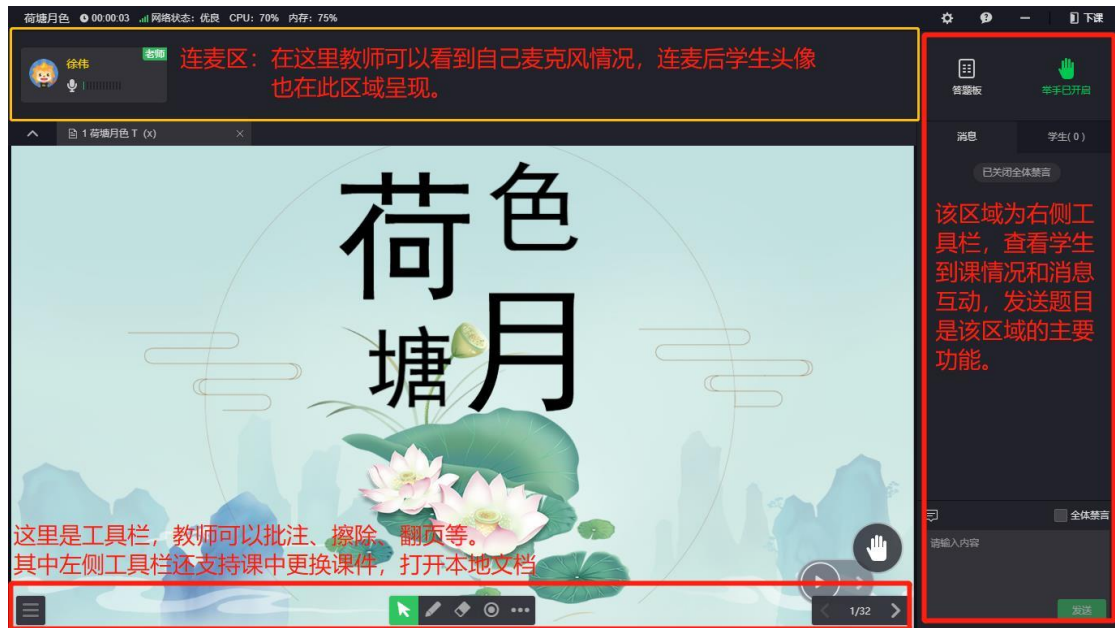 荷塘月色 00:00:03 网络状态：优良 CPU: 70% 内存: 75%
下课
徐伟
老师
连麦区：在这里教师可以看到自己麦克风情况，连麦后学生头像
也在此区域呈现。
答题板
举手已开启
1 荷塘月色 T (x)
消息
学生( 0 )
已关闭全体禁言
荷
塘
月
色
该区域为右侧工
具栏，查看学生
到课情况和消息
互动，发送题目
是该区域的主要
功能。
这里是工具栏，教师可以批注、擦除、翻页等。
其中左侧工具栏还支持课中更换课件，打开本地文档
全体禁言
请输入内容
1/32
发送